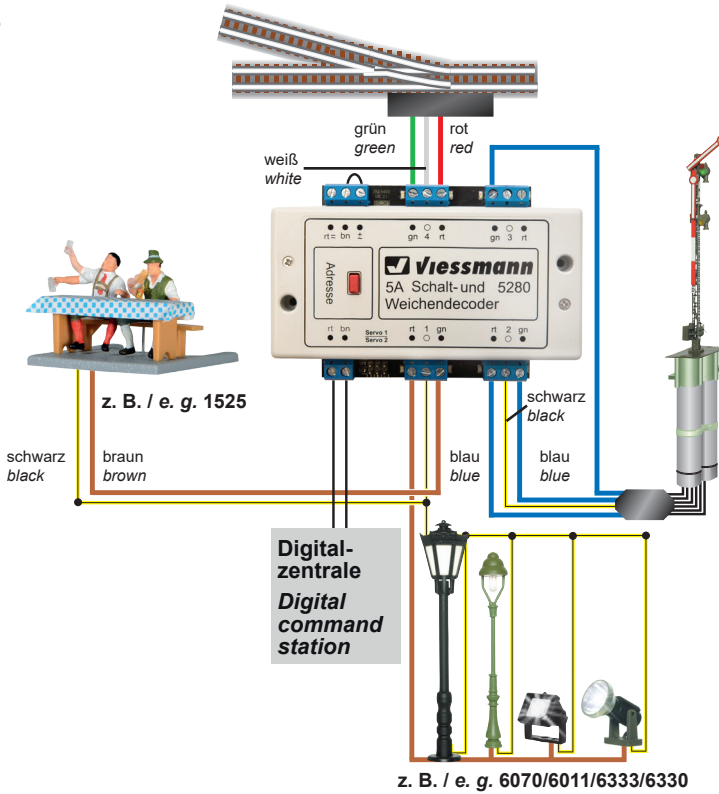 grün
green
rot
red
weiß
white
rt = bn ±
gn 4 rt
gn 3 rt
Adresse
Viessmann
5A Schalt- und 5280
Weichendecoder
rt bn
Servo 1
Servo 2
rt 1 gn
rt 2 gn
z. B. / e. g. 1525
schwarz
black
schwarz
black
braun
brown
blau
blue
blau
blue
Digital-
zentrale
Digital
command
station
z. B. / e. g. 6070/6011/6333/6330